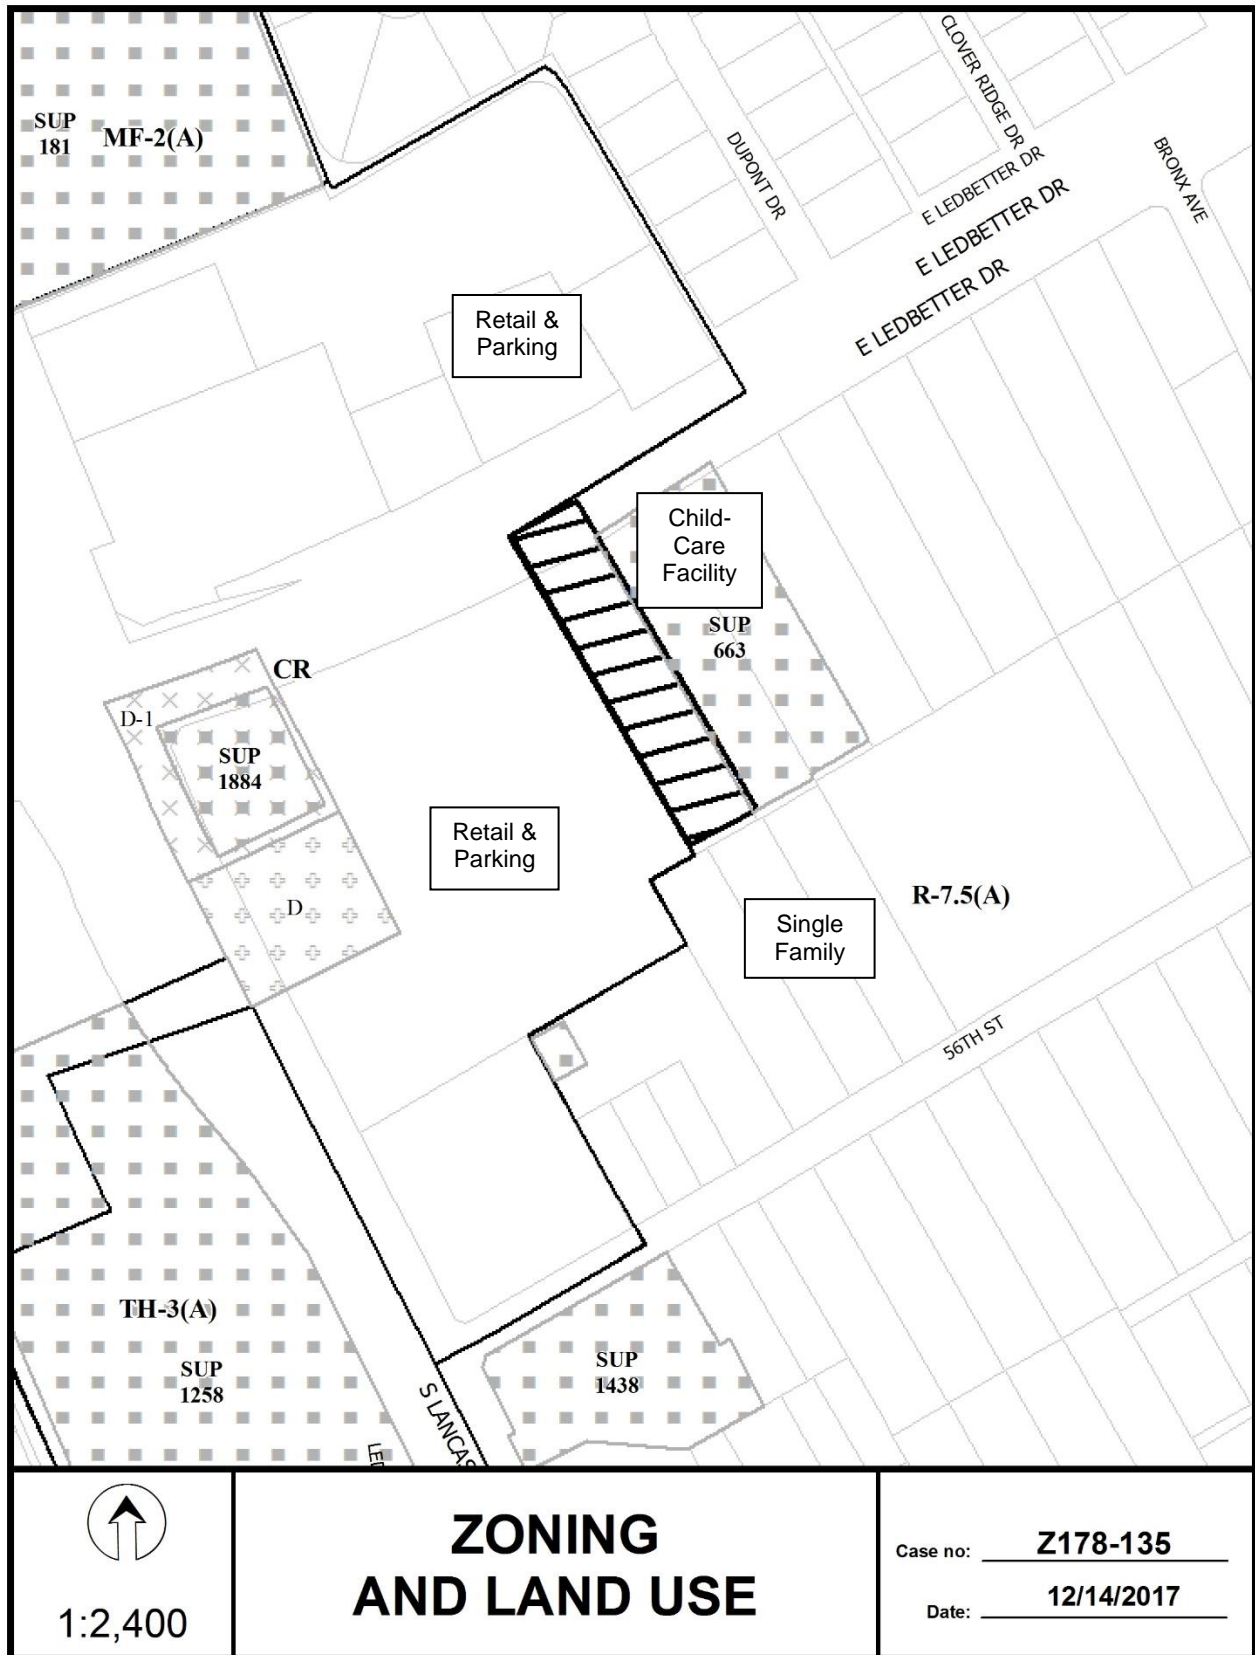 CLOVER RIDGE DR
SUP
181
MF-2(A)
DUPONT DR
BRONX AVE
E LEDBETTER DR
E LEDBETTER DR
E LEDBETTER DR
Retail &
Parking
Child-
Care
Facility
SUP
663
CR
D-1
SUP
1884
Retail &
Parking
D
R-7.5(A)
Single
Family
56TH ST
TH-3(A)
SUP
1258
SUP
1438
S LANCAS
LED
1:2,400
ZONING
AND LAND USE
Case no: Z178-135
Date: 12/14/2017